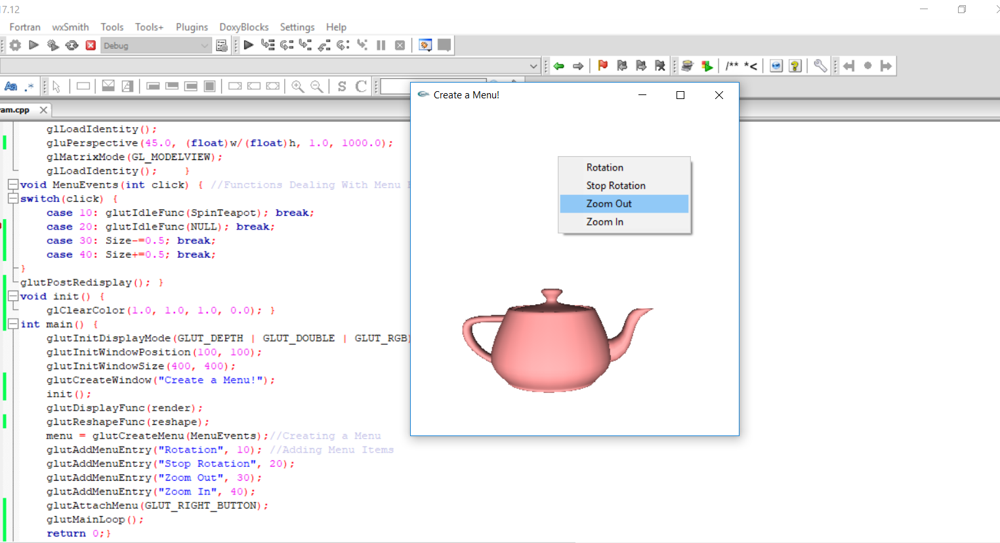 17.12
Fortran wxSmith Tools Tools+ Plugins DoxyBlocks Settings Help
Debug
/** *<
Aa .* S C
Create a Menu!
am.cpp
glLoadIdentity();
gluPerspective(45.0, (float)w/(float)h, 1.0, 1000.0);
glMatrixMode(GL_MODELVIEW);
glLoadIdentity(); }
void MenuEvents(int click) { //Functions Dealing With Menu
switch(click) {
case 10: glutIdleFunc(SpinTeapot); break;
case 20: glutIdleFunc(NULL); break;
case 30: Size-=0.5; break;
case 40: Size+=0.5; break;
}
glutPostRedisplay(); }
void init() {
glClearColor(1.0, 1.0, 1.0, 0.0); }
int main() {
glutInitDisplayMode(GLUT_DEPTH | GLUT_DOUBLE | GLUT_RGB)
glutInitWindowPosition(100, 100);
glutInitWindowSize(400, 400);
glutCreateWindow("Create a Menu!");
init();
glutDisplayFunc(render);
glutReshapeFunc(reshape);
menu = glutCreateMenu(MenuEvents);//Creating a Menu
glutAddMenuEntry("Rotation", 10); //Adding Menu Items
glutAddMenuEntry("Stop Rotation", 20);
glutAddMenuEntry("Zoom Out", 30);
glutAddMenuEntry("Zoom In", 40);
glutAttachMenu(GLUT_RIGHT_BUTTON);
glutMainLoop();
return 0;}
Rotation
Stop Rotation
Zoom Out
Zoom In